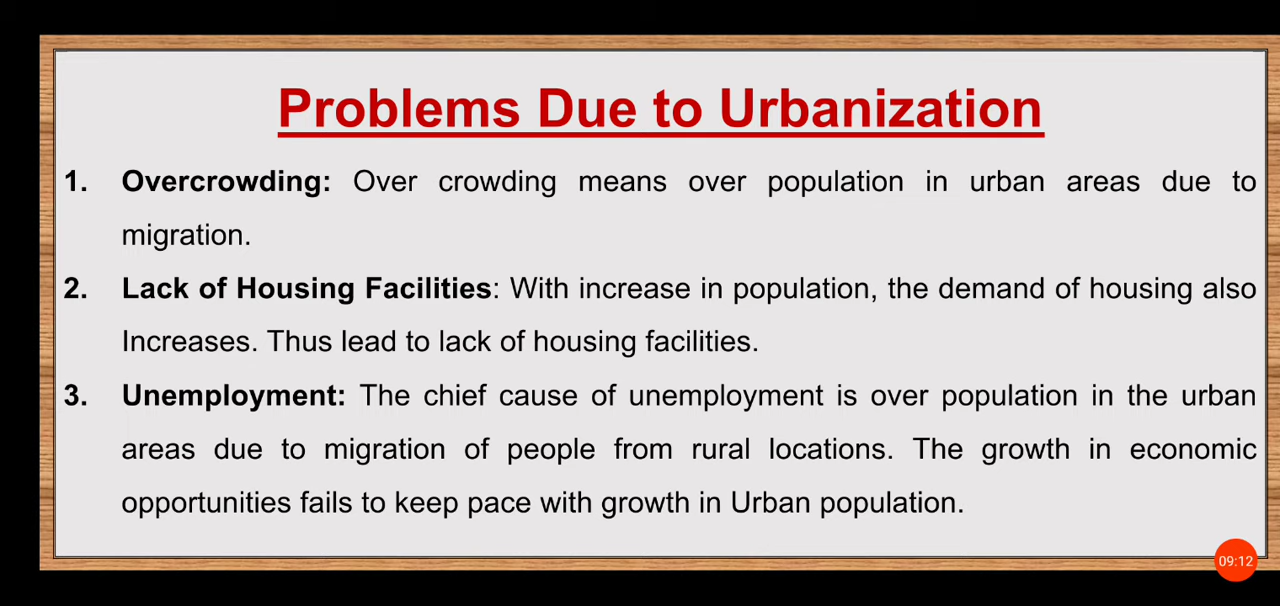 Problems Due to Urbanization
1. Overcrowding: Over crowding means over population in urban areas due to
migration.
2. Lack of Housing Facilities: With increase in population, the demand of housing also
Increases. Thus lead to lack of housing facilities.
3. Unemployment: The chief cause of unemployment is over population in the urban
areas due to migration of people from rural locations. The growth in economic
opportunities fails to keep pace with growth in Urban population.
09:12